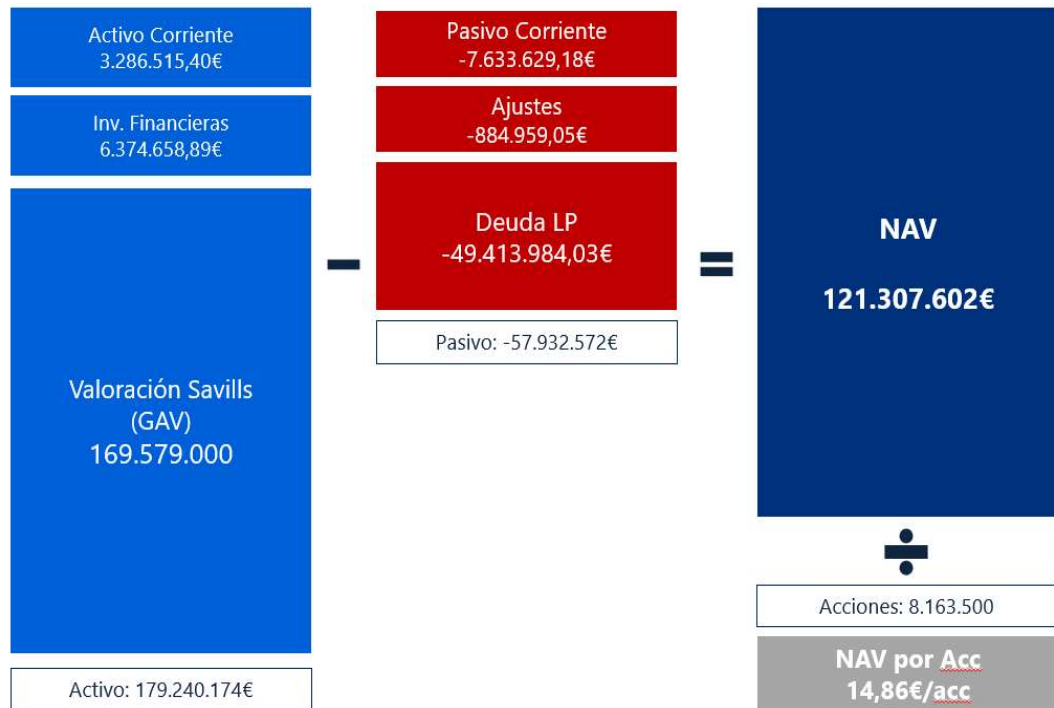 Activo Corriente
3.286.515,40€
Inv. Financieras
6.374.658,89€
Valoración Savills
(GAV)
169.579.000
Activo: 179.240.174€
Pasivo Corriente
-7.633.629,18€
Ajustes
-884.959,05€
Deuda LP
-49.413.984,03€
Pasivo: -57.932.572€
NAV
121.307.602€
Acciones: 8.163.500
NAV por Acc
14,86€/acc